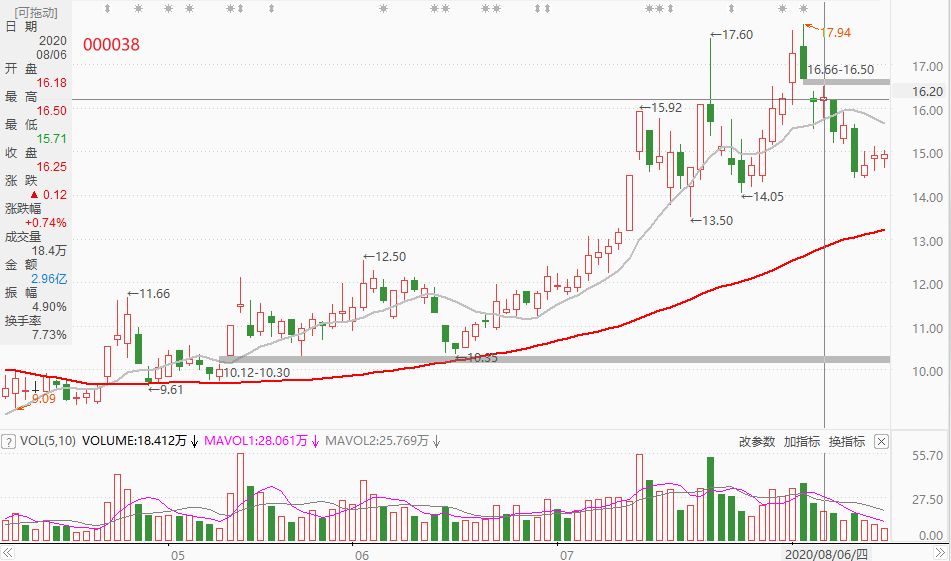 [可拖动]
日 期
2020
08/06
开 盘
16.18
最 高
16.50
最 低
15.71
收 盘
16.25
涨 跌
▲ 0.12
涨跌幅
+0.74%
成交量
18.4万
金 额
2.96亿
振 幅
4.90%
换手率
7.73%
000038
←17.60
17.94
16.66-16.50
←15.92
←14.05
←13.50
←12.50
←11.66
←10.35
10.12-10.30
←9.61
9.09
17.00
16.20
16.00
15.00
14.00
13.00
12.00
11.00
10.00
? VOL(5,10) VOLUME:18.412万↓ MAVOL1:28.061万↓ MAVOL2:25.769万↓
改参数 加指标 换指标
55.70
27.50
0.00
05 06 07 2020/08/06/四